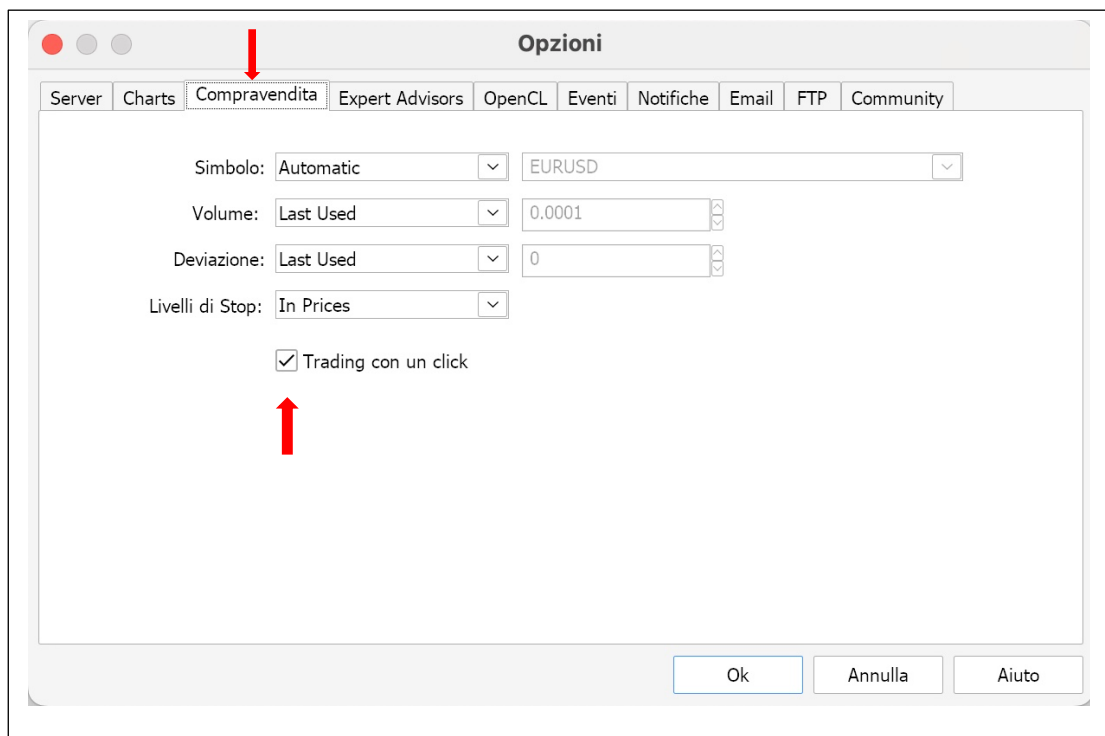 Opzioni
Server Charts Compravendita Expert Advisors OpenCL Eventi Notifiche Email FTP Community
Simbolo: Automatic EURUSD
Volume: Last Used 0.0001
Deviazione: Last Used 0
Livelli di Stop: In Prices
Trading con un click
Ok Annulla Aiuto